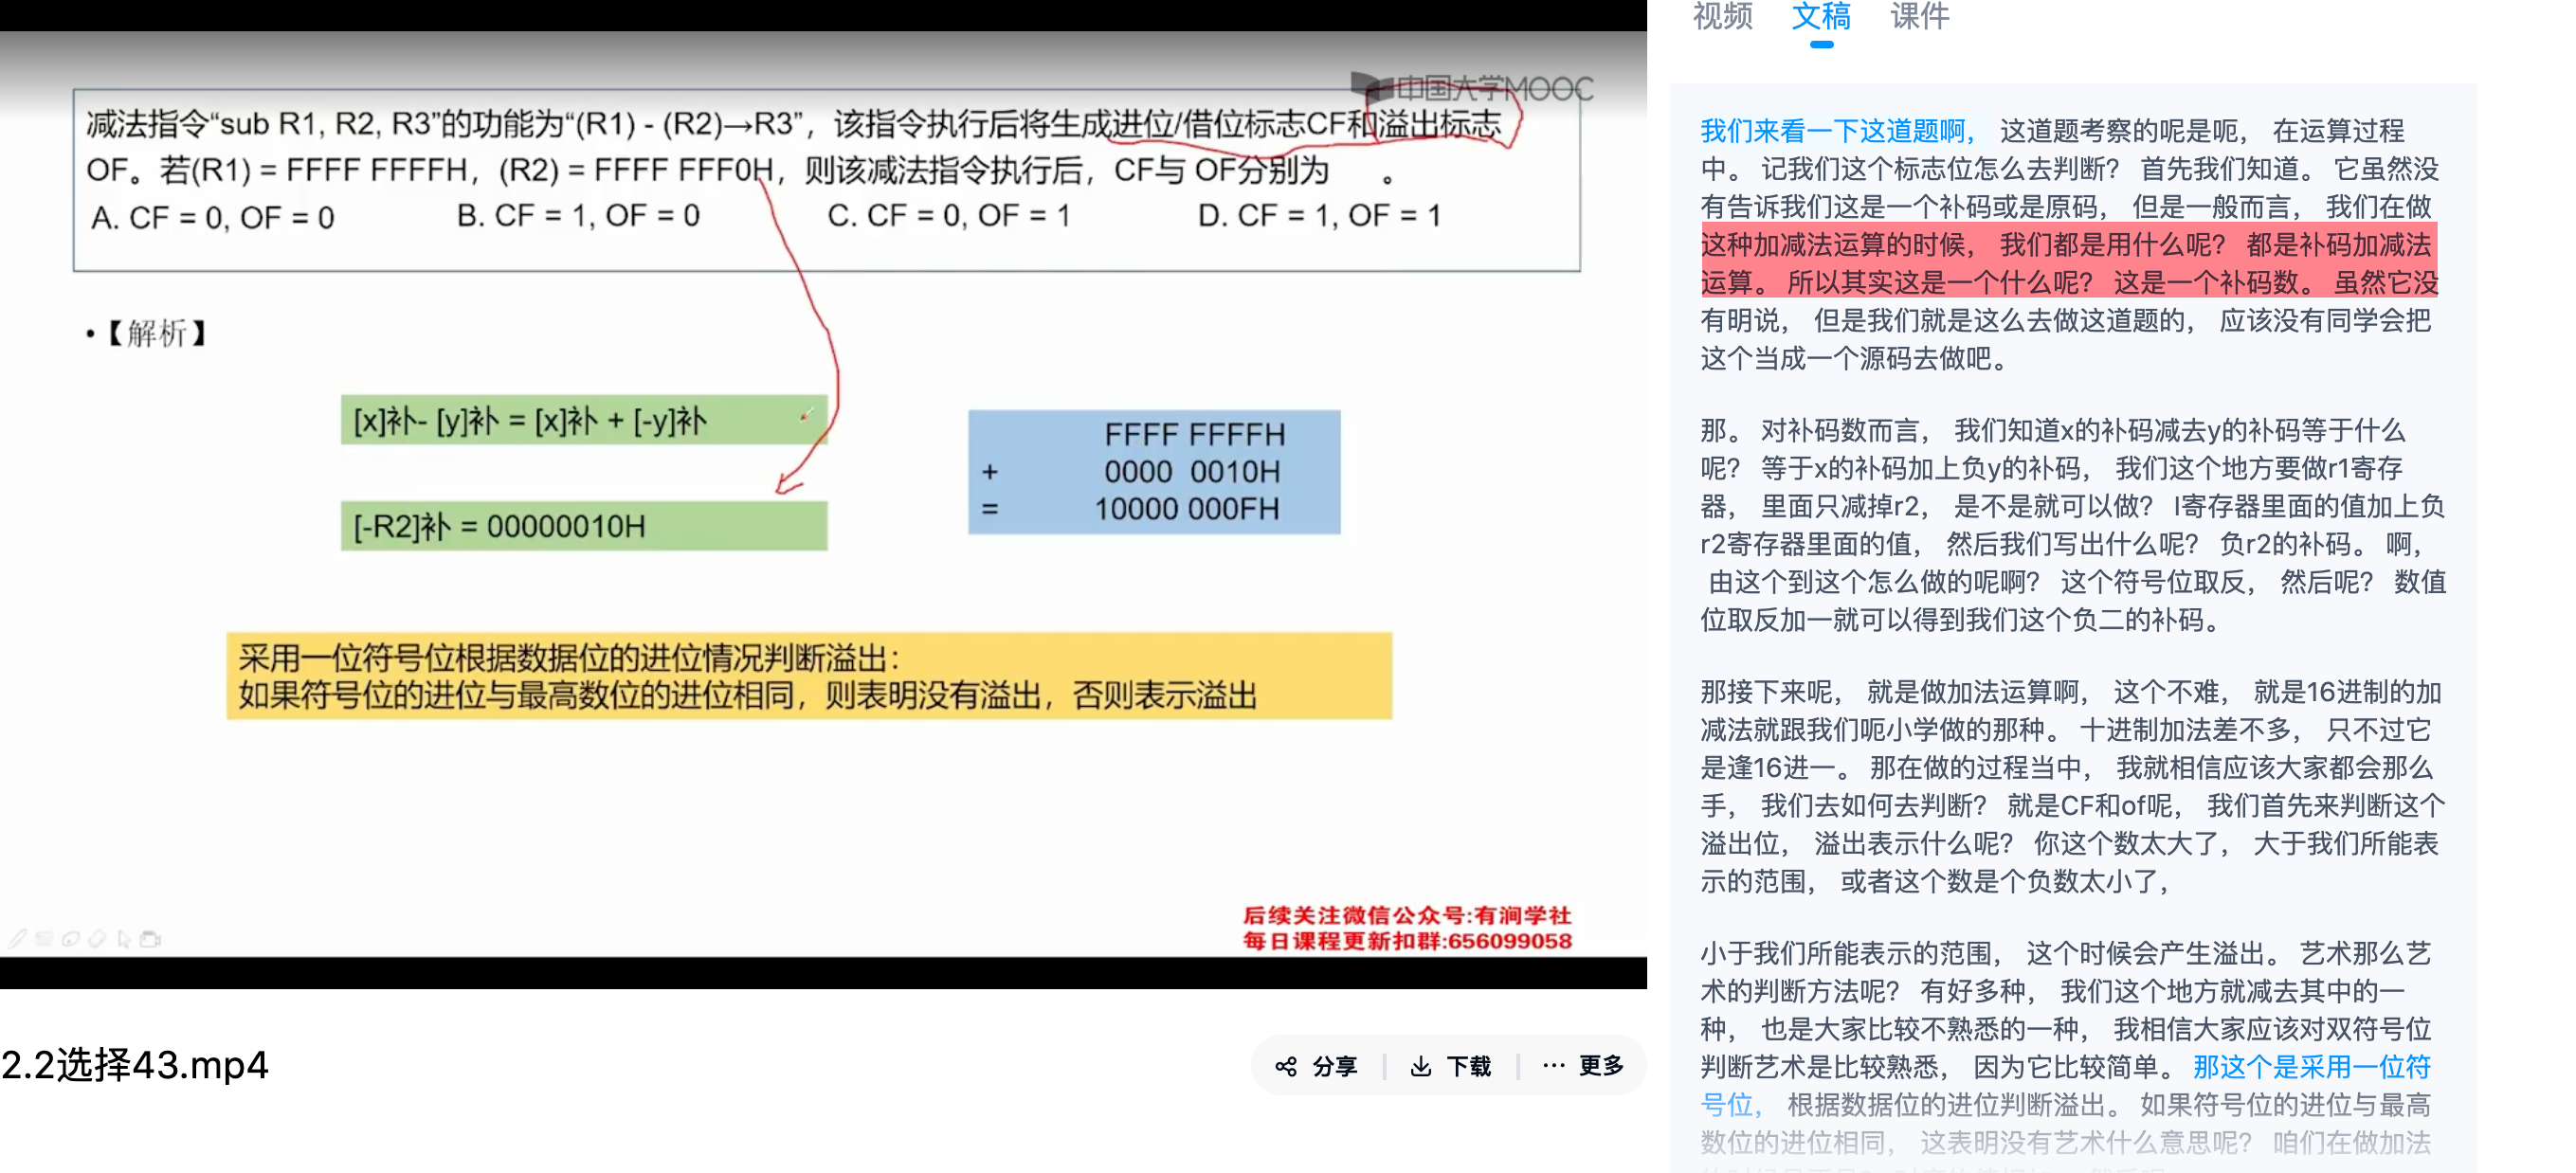 中国大学MOOC
减法指令“sub R1, R2, R3”的功能为“(R1) - (R2)→R3”，该指令执行后将生成进位/借位标志CF和溢出标志
OF。若(R1) = FFFF FFFFH，(R2) = FFFF FFF0H，则该减法指令执行后，CF与 OF分别为 。
A. CF = 0, OF = 0 B. CF = 1, OF = 0 C. CF = 0, OF = 1 D. CF = 1, OF = 1
•【解析】
[x]补- [y]补 = [x]补 + [-y]补
[-R2]补 = 00000010H
FFFF FFFFH
+ 0000 0010H
= 10000 000FH
采用一位符号位根据数据位的进位情况判断溢出：
如果符号位的进位与最高数位的进位相同，则表明没有溢出，否则表示溢出
后续关注微信公众号:有涧学社
每日课程更新扣群:656099058
2.2选择43.mp4
分享 下载 更多
视频 文稿 课件
我们来看一下这道题啊， 这道题考察的呢是呃， 在运算过程
中。 记我们这个标志位怎么去判断？ 首先我们知道。 它虽然没
有告诉我们这是一个补码或是原码， 但是一般而言， 我们在做
这种加减法运算的时候， 我们都是用什么呢？ 都是补码加减法
运算。 所以其实这是一个什么呢？ 这是一个补码数。 虽然它没
有明说， 但是我们就是这么去做这道题的， 应该没有同学会把
这个当成一个源码去做吧。
那。 对补码数而言， 我们知道x的补码减去y的补码等于什么
呢？ 等于x的补码加上负y的补码， 我们这个地方要做r1寄存
器， 里面只减掉r2， 是不是就可以做？ l寄存器里面的值加上负
r2寄存器里面的值， 然后我们写出什么呢？ 负r2的补码。 啊，
由这个到这个怎么做的呢啊？ 这个符号位取反， 然后呢？ 数值
位取反加一就可以得到我们这个负二的补码。
那接下来呢， 就是做加法运算啊， 这个不难， 就是16进制的加
减法就跟我们呃小学做的那种。 十进制加法差不多， 只不过它
是逢16进一。 那在做的过程当中， 我就相信应该大家都会那么
手， 我们去如何去判断？ 就是CF和of呢， 我们首先来判断这个
溢出位， 溢出表示什么呢？ 你这个数太大了， 大于我们所能表
示的范围， 或者这个数是个负数太小了，
小于我们所能表示的范围， 这个时候会产生溢出。 艺术那么艺
术的判断方法呢？ 有好多种， 我们这个地方就减去其中的一
种， 也是大家比较不熟悉的一种， 我相信大家应该对双符号位
判断艺术是比较熟悉， 因为它比较简单。 那这个是采用一位符
号位， 根据数据位的进位判断溢出。 如果符号位的进位与最高
数位的进位相同， 这表明没有艺术什么意思呢？ 咱们在做加法